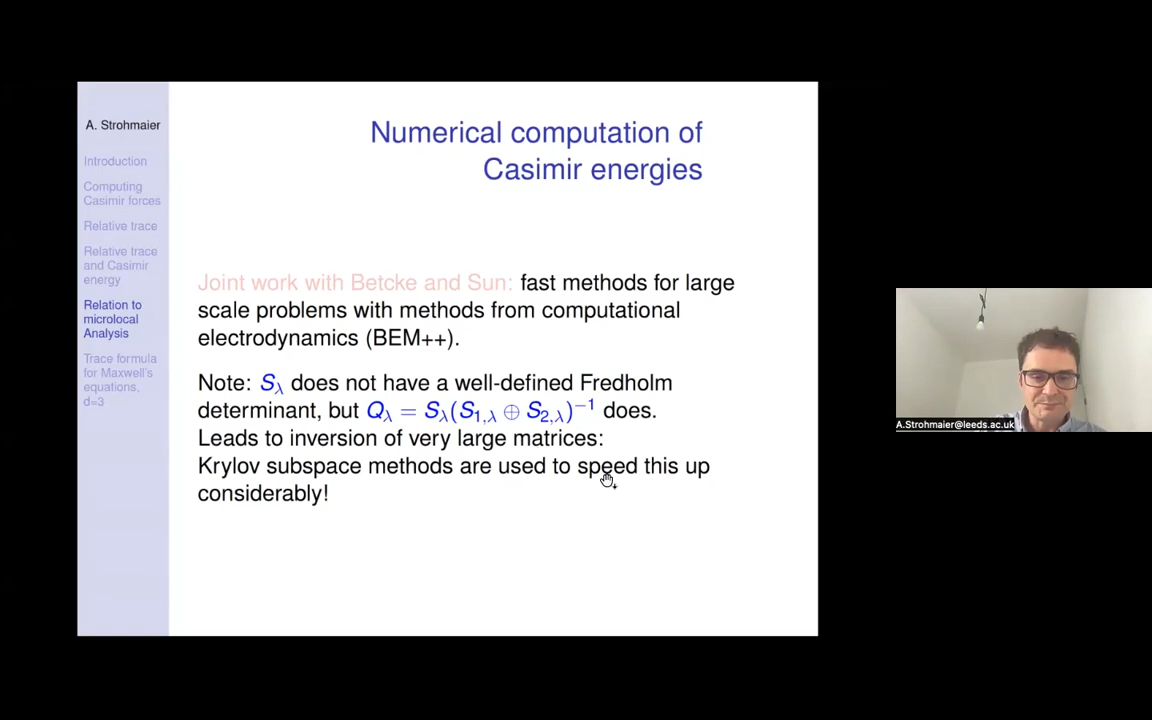 A. Strohmaier
Introduction
Computing
Casimir forces
Relative trace
Relative trace
and Casimir
energy
Relation to
microlocal
Analysis
Trace formula
for Maxwell's
equations,
d=3
Numerical computation of
Casimir energies
Joint work with Betcke and Sun: fast methods for large
scale problems with methods from computational
electrodynamics (BEM++).
Note: S_λ does not have a well-defined Fredholm
determinant, but Q_λ = S_λ(S_{1,λ} ⊕ S_{2,λ})^{-1} does.
Leads to inversion of very large matrices:
Krylov subspace methods are used to speed this up
considerably!
A.Strohmaier@leeds.ac.uk